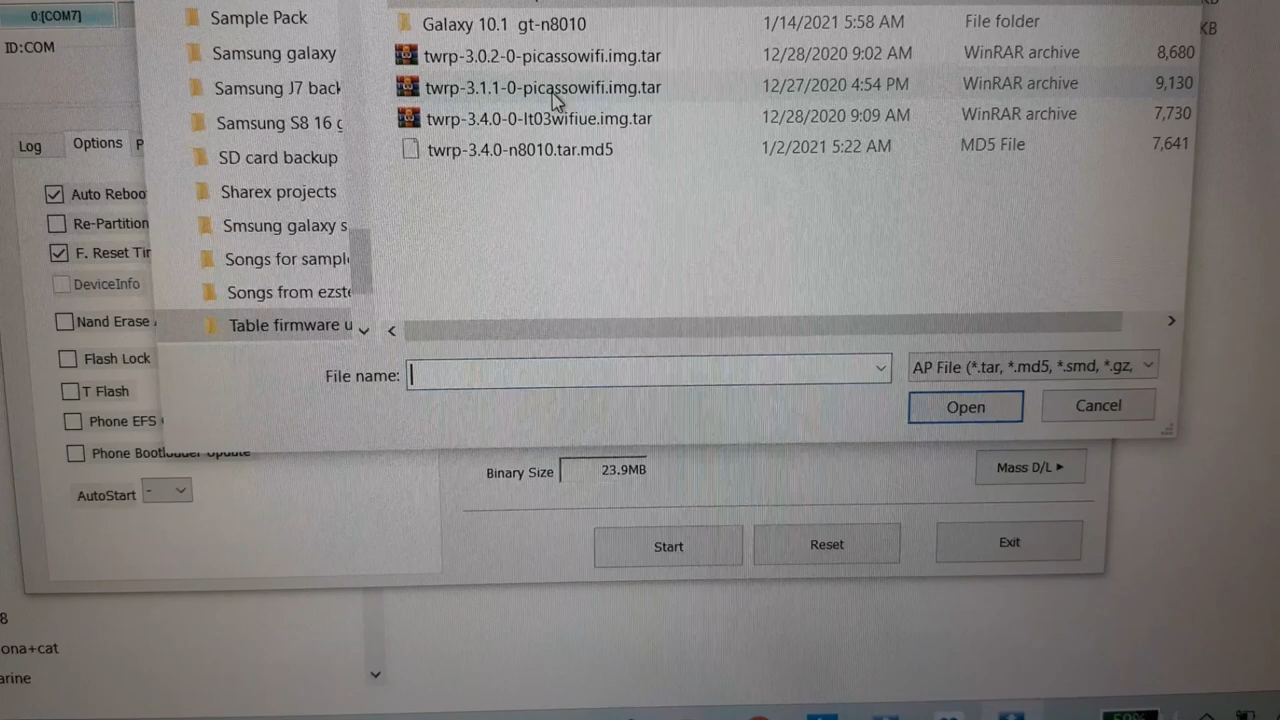 0:[COM7]
ID:COM
Log
Options
Auto Reboo
Re-Partition
F. Reset Tir
DeviceInfo
Nand Erase
Flash Lock
T Flash
Phone EFS
Phone Bootloader Update
AutoStart
-
Sample Pack
Samsung galaxy
Samsung J7 back
Samsung S8 16 g
SD card backup
Sharex projects
Smsung galaxy s
Songs for sampl
Songs from ezste
Table firmware u
Galaxy 10.1 gt-n8010 1/14/2021 5:58 AM File folder
twrp-3.0.2-0-picassowifi.img.tar 12/28/2020 9:02 AM WinRAR archive 8,680
twrp-3.1.1-0-picassowifi.img.tar 12/27/2020 4:54 PM WinRAR archive 9,130
twrp-3.4.0-0-lt03wifiue.img.tar 12/28/2020 9:09 AM WinRAR archive 7,730
twrp-3.4.0-n8010.tar.md5 1/2/2021 5:22 AM MD5 File 7,641
KB
File name:
AP File (*.tar, *.md5, *.smd, *.gz,
Open
Cancel
Binary Size 23.9MB
Mass D/L
Start
Reset
Exit
8
ona+cat
arine